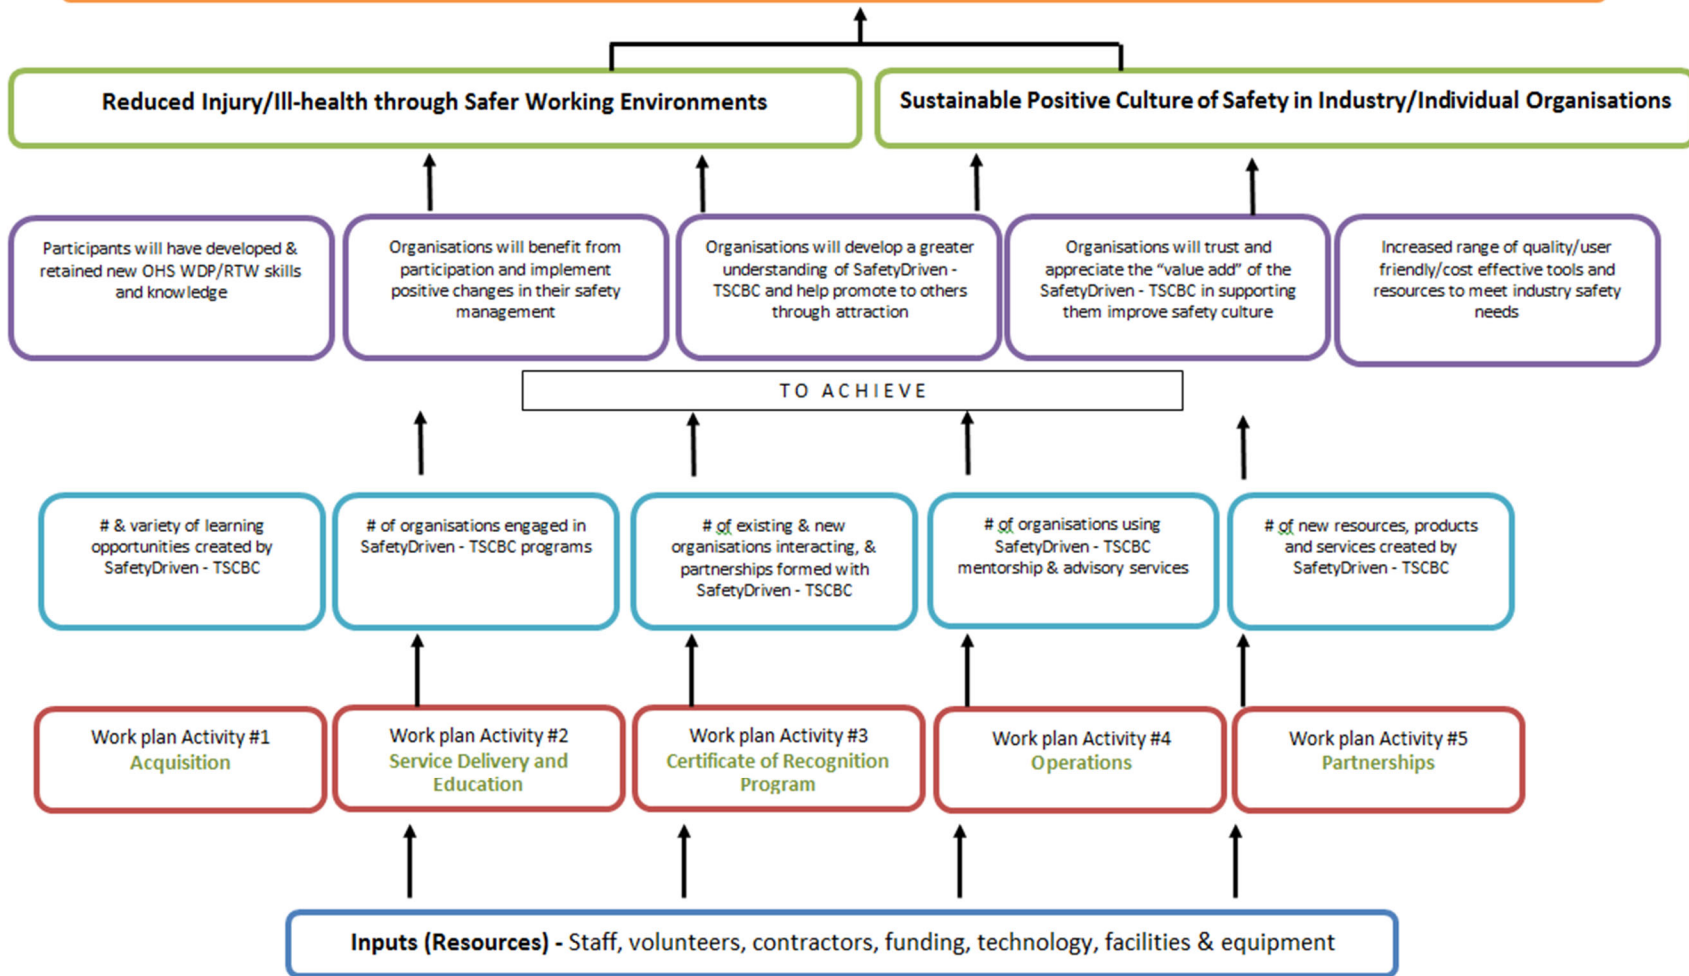 Reduced Injury/Ill-health through Safer Working Environments
Sustainable Positive Culture of Safety in Industry/Individual Organisations
Participants will have developed &
retained new OHS WDP/RTW skills
and knowledge
Organisations will benefit from
participation and implement
positive changes in their safety
management
Organisations will develop a greater
understanding of SafetyDriven -
TSCBC and help promote to others
through attraction
Organisations will trust and
appreciate the “value add” of the
SafetyDriven - TSCBC in supporting
them improve safety culture
Increased range of quality/user
friendly/cost effective tools and
resources to meet industry safety
needs
TO ACHIEVE
# & variety of learning
opportunities created by
SafetyDriven - TSCBC
# of organisations engaged in
SafetyDriven - TSCBC programs
# of existing & new
organisations interacting, &
partnerships formed with
SafetyDriven - TSCBC
# of organisations using
SafetyDriven - TSCBC
mentorship & advisory services
# of new resources, products
and services created by
SafetyDriven - TSCBC
Work plan Activity #1
Acquisition
Work plan Activity #2
Service Delivery and
Education
Work plan Activity #3
Certificate of Recognition
Program
Work plan Activity #4
Operations
Work plan Activity #5
Partnerships
Inputs (Resources) - Staff, volunteers, contractors, funding, technology, facilities & equipment